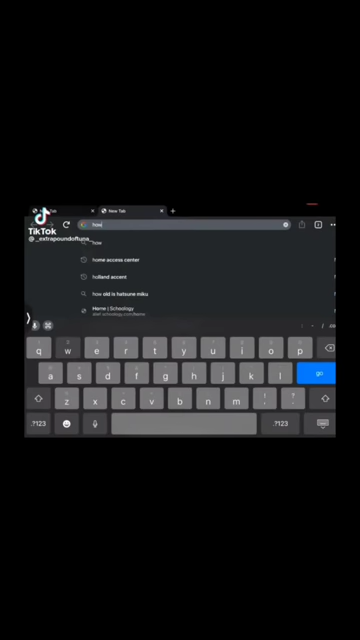 New Tab
how
TikTok
@_extrapoundoftuna
how
home access center
holland accent
how old is hatsune miku
Home | Schoology
q w e r t y u i o p
a s d f g h j k l go
z x c v b n m ! ?
.?123 .?123